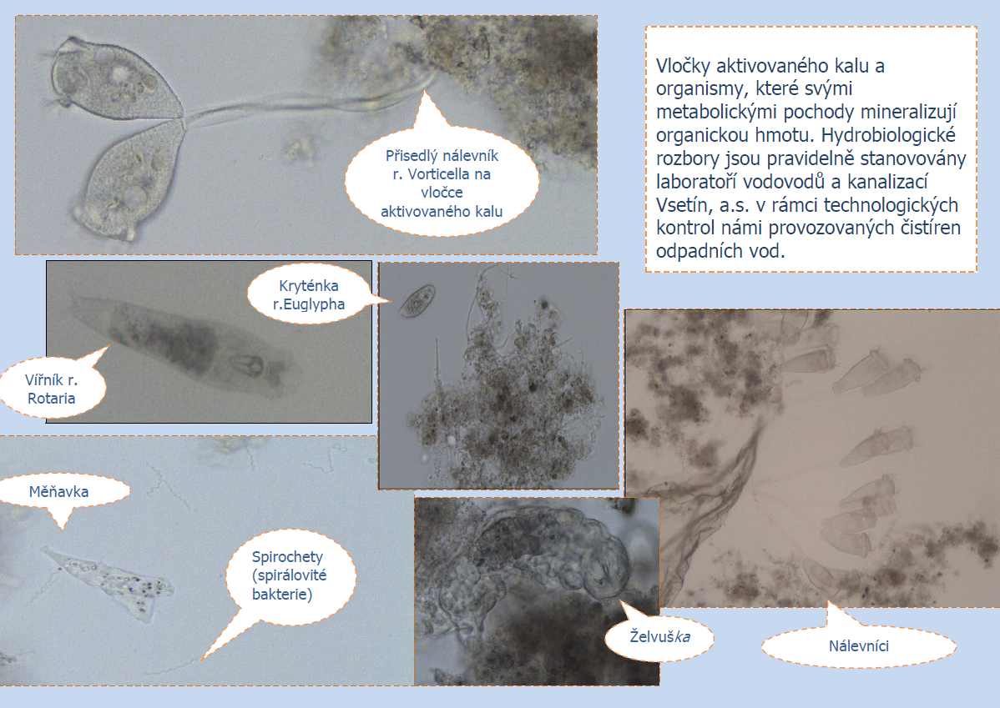 Vločky aktivovaného kalu a
organismy, které svými
metabolickými pochody mineralizují
organickou hmotu. Hydrobiologické
rozbory jsou pravidelně stanovovány
laboratoří vodovodů a kanalizací
Vsetín, a.s. v rámci technologických
kontrol námi provozovaných čistíren
odpadních vod.
Přisedlý nálevník
r. Vorticella na
vločce
aktivovaného kalu
Kryténka
r.Euglypha
Vířník r.
Rotaria
Měňavka
Spirochety
(spirálovité
bakterie)
Želvuška
Nálevníci